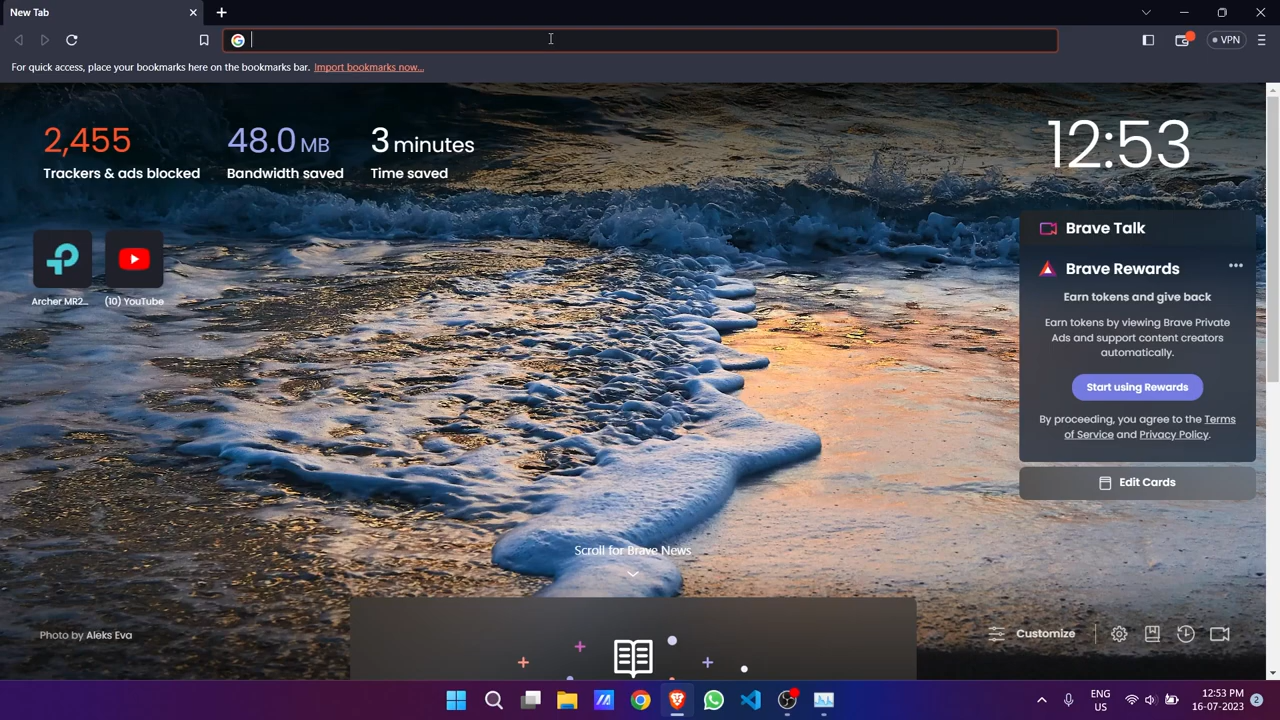 New Tab
VPN
For quick access, place your bookmarks here on the bookmarks bar. Import bookmarks now...
2,455
Trackers & ads blocked
48.0 MB
Bandwidth saved
3 minutes
Time saved
12:53
Archer MR2...
(10) YouTube
Brave Talk
Brave Rewards
Earn tokens and give back
Earn tokens by viewing Brave Private
Ads and support content creators
automatically.
Start using Rewards
By proceeding, you agree to the Terms
of Service and Privacy Policy.
Edit Cards
Scroll for Brave News
Photo by Aleks Eva
Customize
ENG
US
12:53 PM
16-07-2023
2